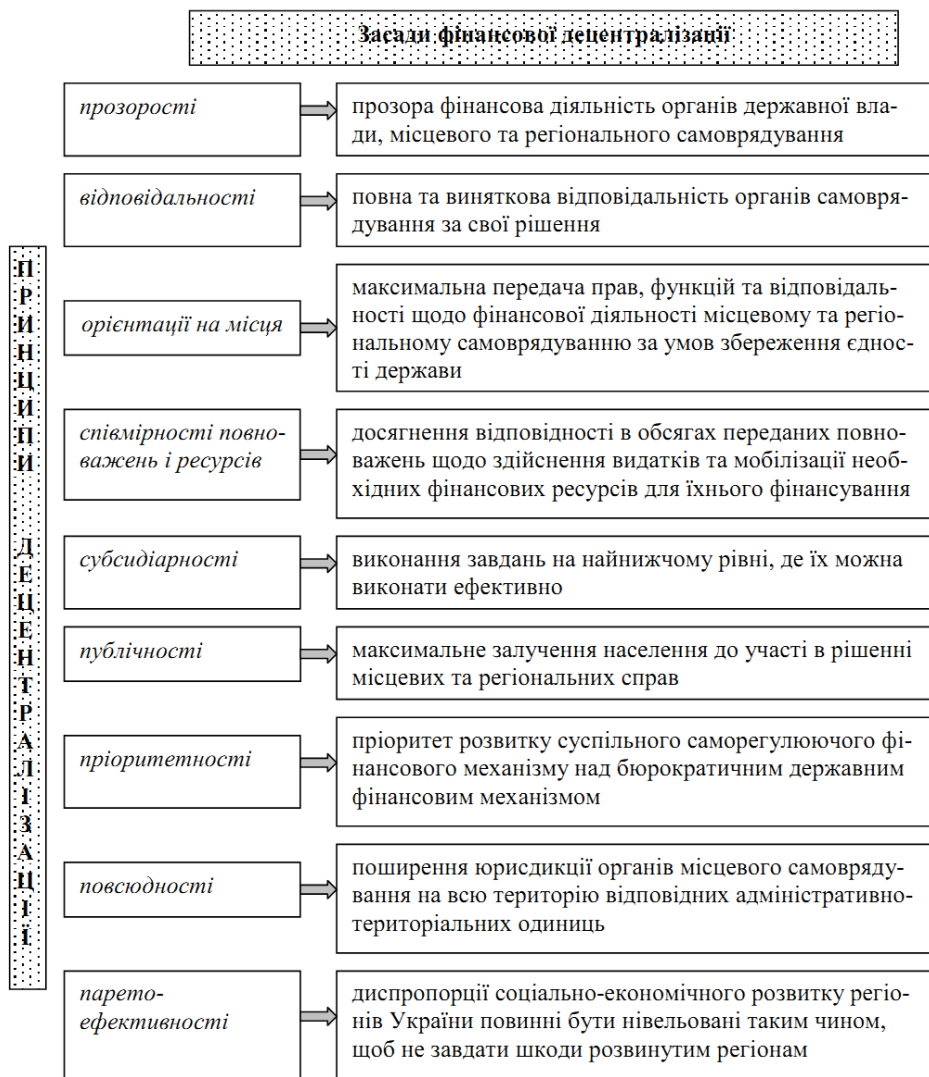 Засади фінансової децентралізації
ПРИНЦИПИ ДЕЦЕНТРАЛІЗАЦІЇ
прозорості
прозора фінансова діяльність органів державної вла-
ди, місцевого та регіонального самоврядування
відповідальності
повна та виняткова відповідальність органів самовря-
дування за свої рішення
орієнтації на місця
максимальна передача прав, функцій та відповідаль-
ності щодо фінансової діяльності місцевому та регі-
ональному самоврядуванню за умов збереження єднос-
ті держави
співмірності повно-
важень і ресурсів
досягнення відповідності в обсягах переданих повно-
важень щодо здійснення видатків та мобілізації необ-
хідних фінансових ресурсів для їхнього фінансування
субсидіарності
виконання завдань на найнижчому рівні, де їх можна
виконати ефективно
публічності
максимальне залучення населення до участі в рішенні
місцевих та регіональних справ
пріоритетності
пріоритет розвитку суспільного саморегулюючого фі-
нансового механізму над бюрократичним державним
фінансовим механізмом
повсюдності
поширення юрисдикції органів місцевого самовряду-
вання на всю територію відповідних адміністративно-
територіальних одиниць
парето-
ефективності
диспропорції соціально-економічного розвитку регіо-
нів України повинні бути нівельовані таким чином,
щоб не завдати шкоди розвинутим регіонам